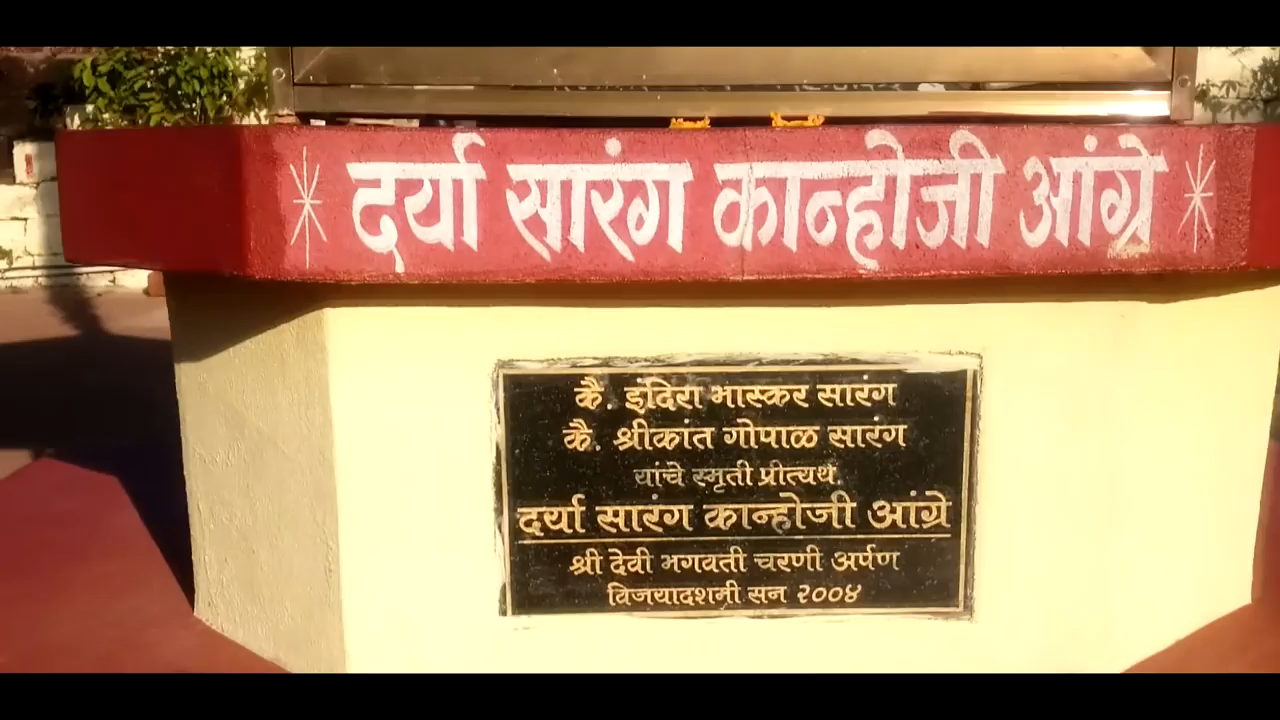 दर्या सारंग कान्होजी आंग्रे
कै. इंदिरा भास्कर सारंग
कै. श्रीकांत गोपाळ सारंग
यांचे स्मृती प्रीत्यर्थ
दर्या सारंग कान्होजी आंग्रे
श्री देवी भगवती चरणी अर्पण
विजयादशमी सन २००४